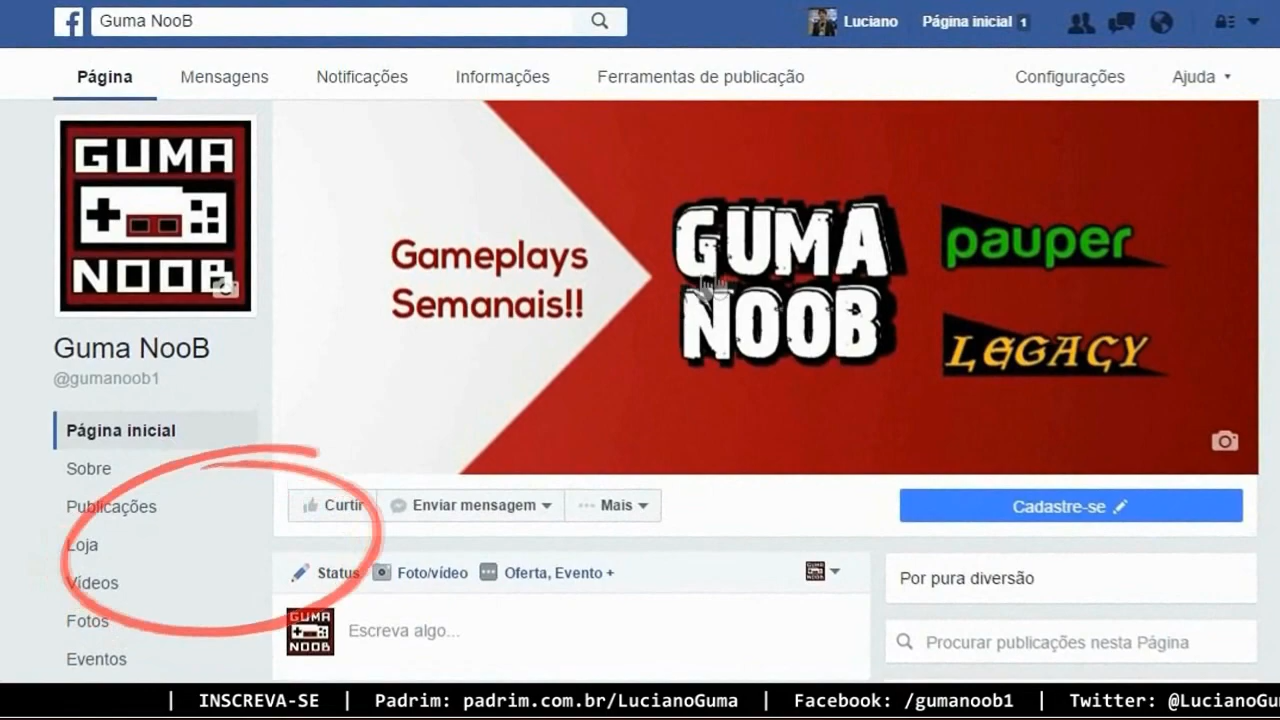 Guma NooB
Luciano
Página inicial 1
Página
Mensagens
Notificações
Informações
Ferramentas de publicação
Configurações
Ajuda
GUMA
NOOB
Gameplays
Semanais!!
GUMA
NOOB
pauper
LEGACY
Guma NooB
@gumanoob1
Página inicial
Sobre
Publicações
Loja
Vídeos
Fotos
Eventos
Curtir
Enviar mensagem
Mais
Cadastre-se
Status
Foto/vídeo
Oferta, Evento +
GUMA
NOOB
Escreva algo...
Por pura diversão
Procurar publicações nesta Página
| INSCREVA-SE | Padrim: padrim.com.br/LucianoGuma | Facebook: /gumanoob1 | Twitter: @LucianoGu